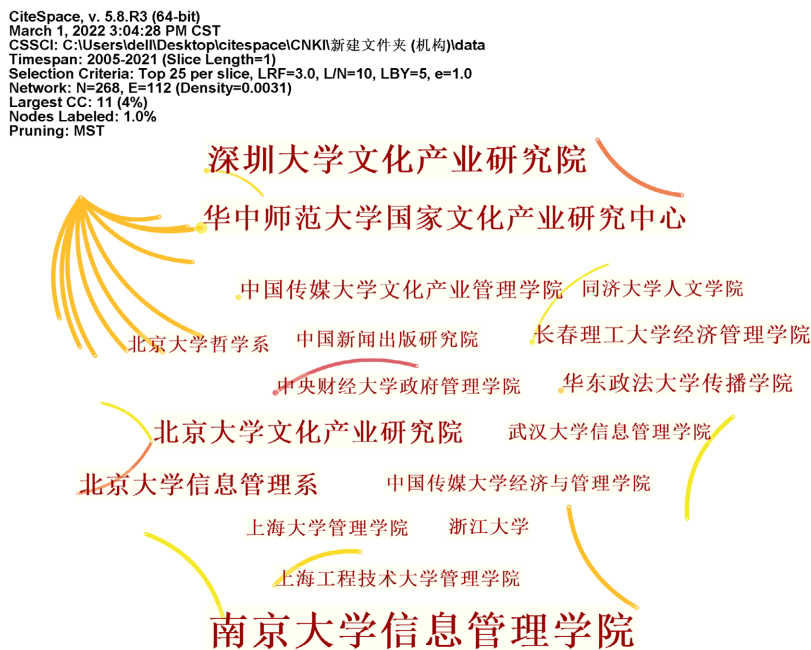 CiteSpace, v. 5.8.R3 (64-bit)
March 1, 2022 3:04:28 PM CST
CSSCI: C:\Users\dell\Desktop\citespace\CNKI\新建文件夹 (机构)\data
Timespan: 2005-2021 (Slice Length=1)
Selection Criteria: Top 25 per slice, LRF=3.0, L/N=10, LBY=5, e=1.0
Network: N=268, E=112 (Density=0.0031)
Largest CC: 11 (4%)
Nodes Labeled: 1.0%
Pruning: MST
深圳大学文化产业研究院
华中师范大学国家文化产业研究中心
中国传媒大学文化产业管理学院 同济大学人文学院
北京大学哲学系 中国新闻出版研究院 长春理工大学经济管理学院
中央财经大学政府管理学院 华东政法大学传播学院
北京大学文化产业研究院 武汉大学信息管理学院
北京大学信息管理系 中国传媒大学经济与管理学院
上海大学管理学院 浙江大学
上海工程技术大学管理学院
南京大学信息管理学院